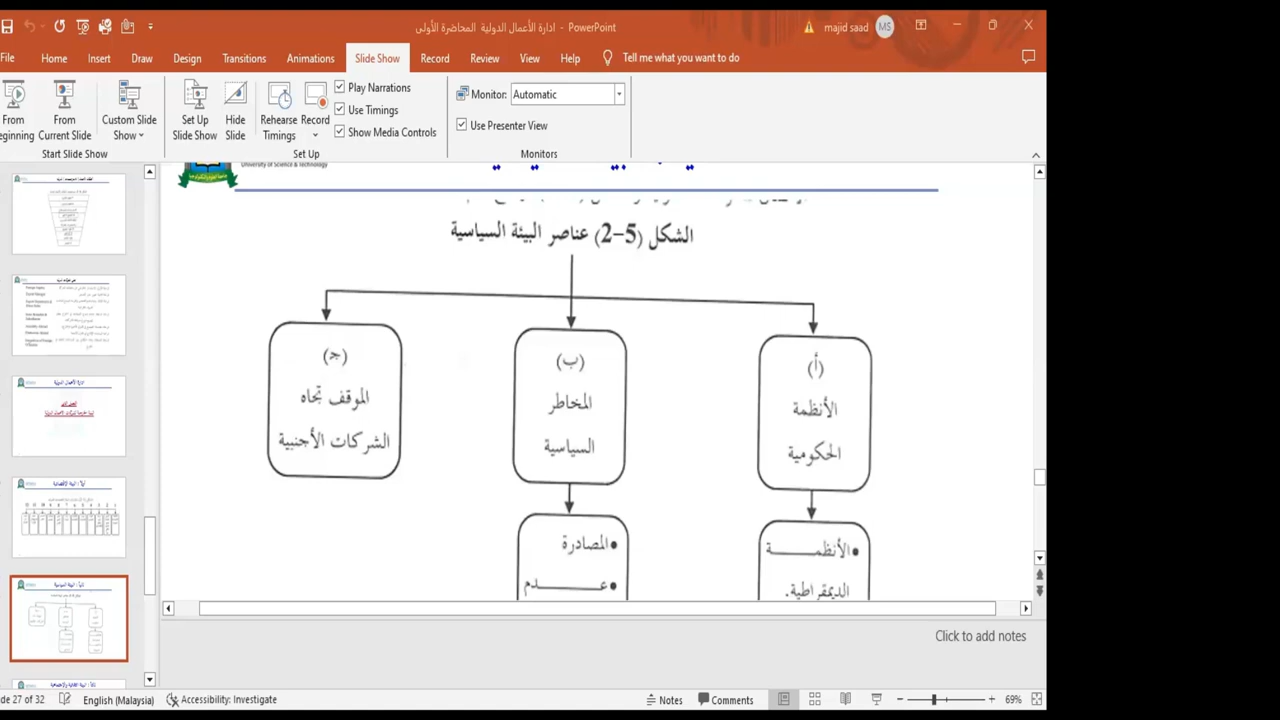 ادارة الأعمال الدولية المحاضرة الأولى - PowerPoint
majid saad
MS
File
Home
Insert
Draw
Design
Transitions
Animations
Slide Show
Record
Review
View
Help
Tell me what you want to do
From
eginning
From
Current Slide
Custom Slide
Show
Start Slide Show
Set Up
Slide Show
Hide
Slide
Rehearse
Timings
Record
Play Narrations
Use Timings
Show Media Controls
Set Up
Monitor:
Automatic
Use Presenter View
Monitors
University of Science & Technology
الشكل (5-2) عناصر البيئة السياسية
(أ)
الأنظمة
الحكومية
(ب)
المخاطر
السياسية
(جـ)
الموقف تجاه
الشركات الأجنبية
•الأنظمـــــــة
الديمقراطية.
•المصادرة
•عـــــــدم
Click to add notes
de 27 of 32
English (Malaysia)
Accessibility: Investigate
Notes
Comments
69%